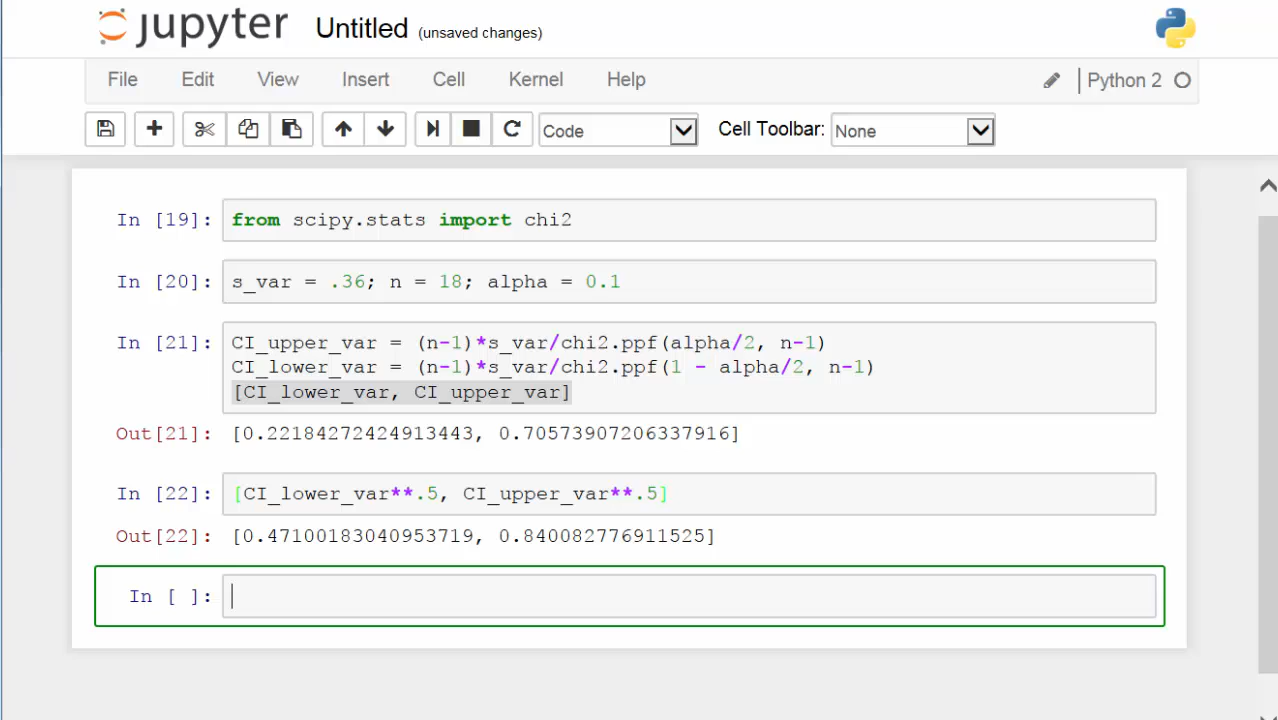 jupyter Untitled (unsaved changes)
File Edit View Insert Cell Kernel Help Python 2
Code Cell Toolbar: None
In [19]: from scipy.stats import chi2
In [20]: s_var = .36; n = 18; alpha = 0.1
In [21]: CI_upper_var = (n-1)*s_var/chi2.ppf(alpha/2, n-1)
CI_lower_var = (n-1)*s_var/chi2.ppf(1 - alpha/2, n-1)
[CI_lower_var, CI_upper_var]
Out[21]: [0.22184272424913443, 0.70573907206337916]
In [22]: [CI_lower_var**.5, CI_upper_var**.5]
Out[22]: [0.47100183040953719, 0.840082776911525]
In [ ]: